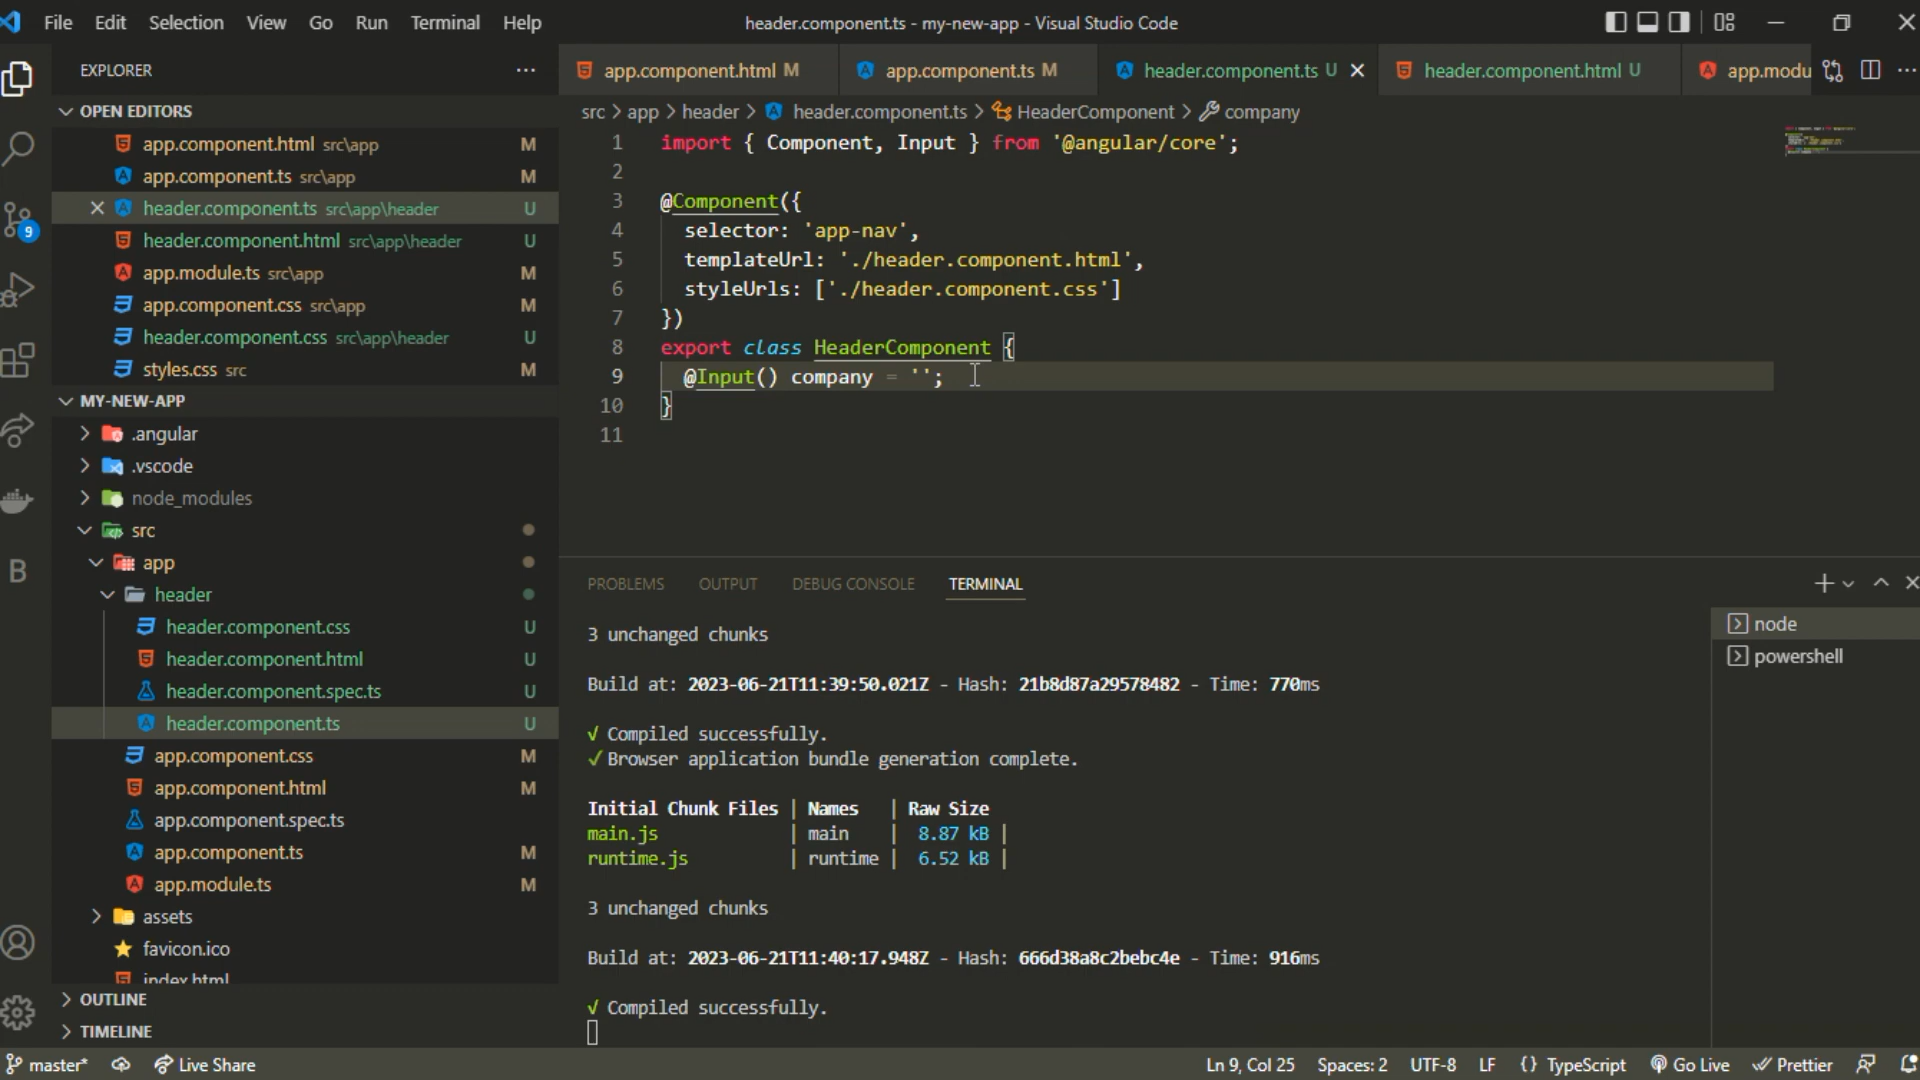 File Edit Selection View Go Run Terminal Help
header.component.ts - my-new-app - Visual Studio Code
EXPLORER
OPEN EDITORS
app.component.html src\app M
app.component.ts src\app M
header.component.ts src\app\header U
header.component.html src\app\header U
app.module.ts src\app M
app.component.css src\app M
header.component.css src\app\header U
styles.css src M
MY-NEW-APP
.angular
.vscode
node_modules
src
app
header
header.component.css U
header.component.html U
header.component.spec.ts U
header.component.ts U
app.component.css M
app.component.html M
app.component.spec.ts
app.component.ts M
app.module.ts M
assets
favicon.ico
index.html
OUTLINE
TIMELINE
9
B
app.component.html M
app.component.ts M
header.component.ts U
header.component.html U
app.modu
src > app > header > header.component.ts > HeaderComponent > company
1 import { Component, Input } from '@angular/core';
2
3 @Component({
4 selector: 'app-nav',
5 templateUrl: './header.component.html',
6 styleUrls: ['./header.component.css']
7 })
8 export class HeaderComponent {
9 @Input() company = '';
10 }
11
PROBLEMS OUTPUT DEBUG CONSOLE TERMINAL
3 unchanged chunks
Build at: 2023-06-21T11:39:50.021Z - Hash: 21b8d87a29578482 - Time: 770ms
√ Compiled successfully.
✓ Browser application bundle generation complete.
Initial Chunk Files | Names | Raw Size
main.js | main | 8.87 kB |
runtime.js | runtime | 6.52 kB |
3 unchanged chunks
Build at: 2023-06-21T11:40:17.948Z - Hash: 666d38a8c2bebc4e - Time: 916ms
√ Compiled successfully.
node
powershell
master* Live Share
Ln 9, Col 25 Spaces: 2 UTF-8 LF {} TypeScript Go Live Prettier